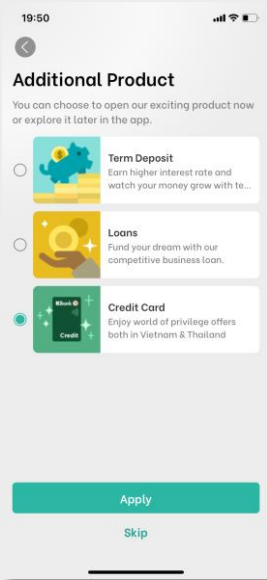 19:50
Additional Product
You can choose to open our exciting product now
or explore it later in the app.
Term Deposit
Earn higher interest rate and
watch your money grow with te...
Loans
Fund your dream with our
competitive business loan.
KBank
Credit
Credit Card
Enjoy world of privilege offers
both in Vietnam & Thailand
Apply
Skip